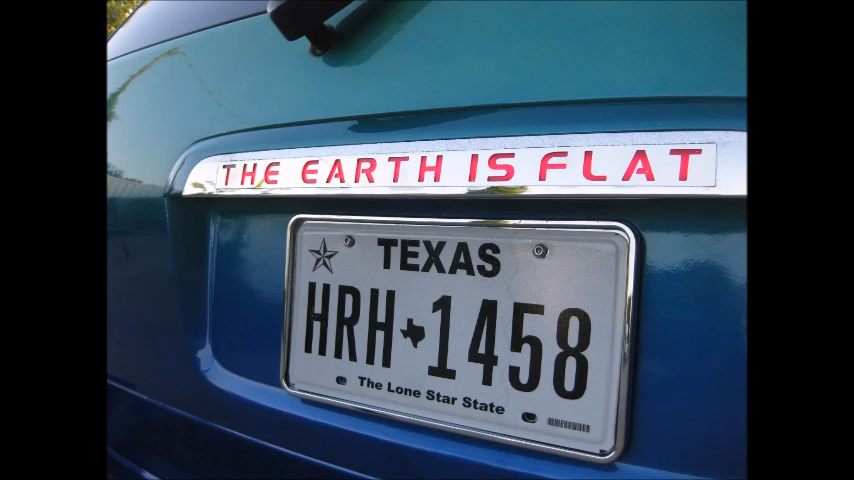 THE EARTH IS FLAT
TEXAS
HRH 1458
The Lone Star State